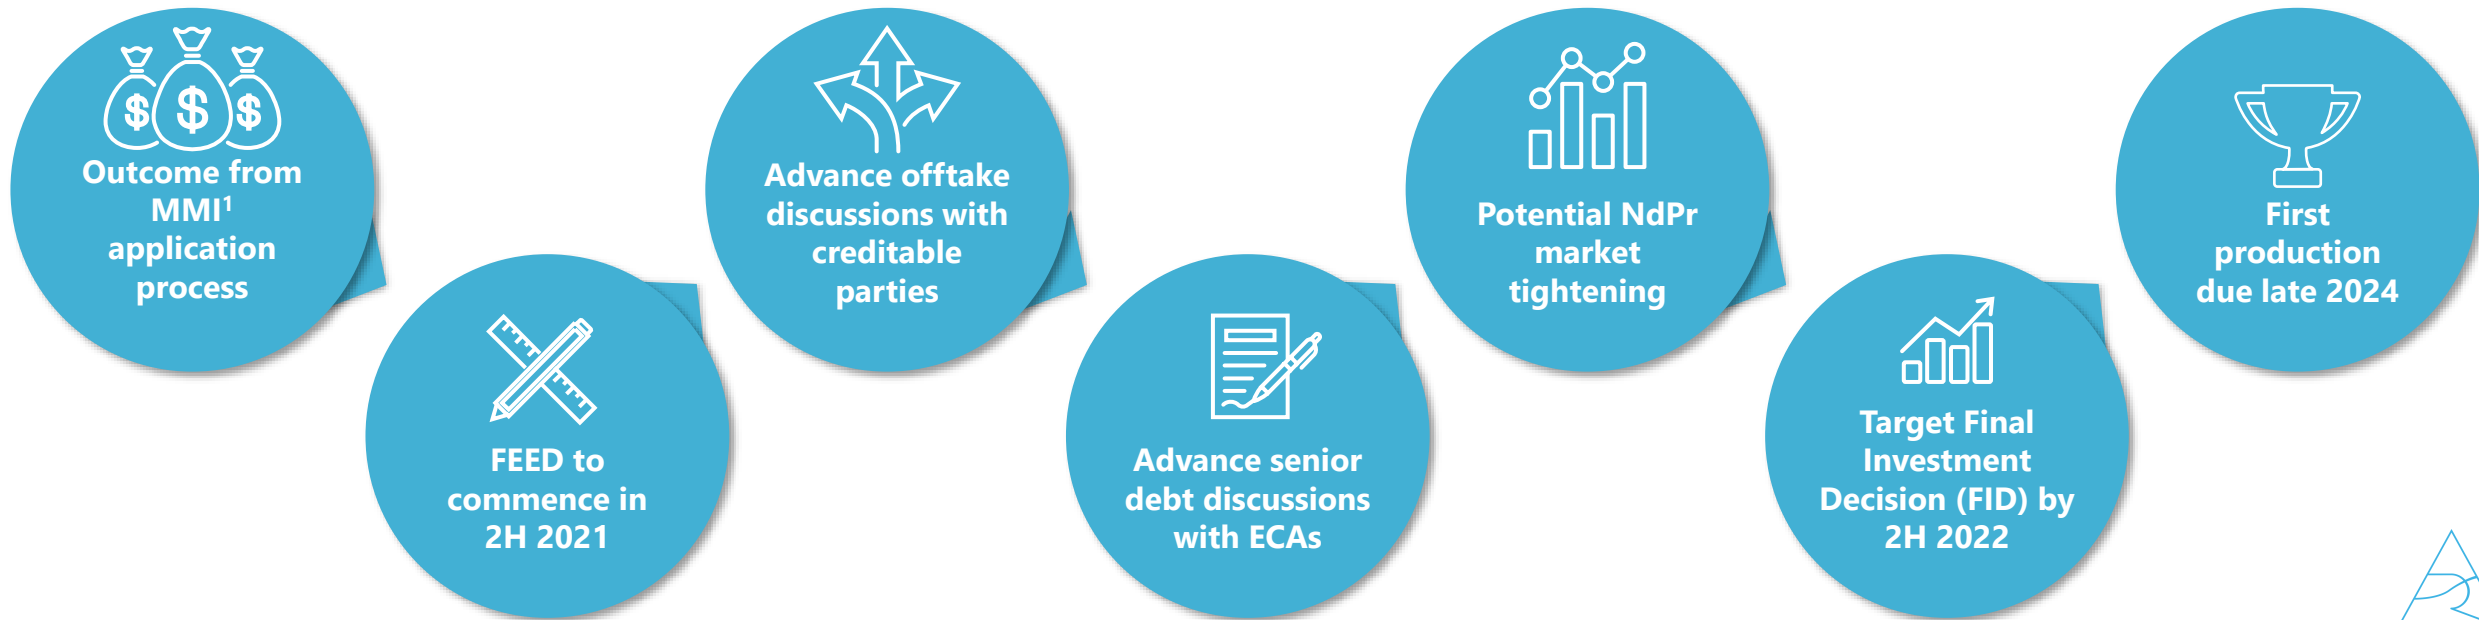 Outcome from
MMI¹
application
process
FEED to
commence in
2H 2021
Advance offtake
discussions with
creditable
parties
Advance senior
debt discussions
with ECAs
Potential NdPr
market
tightening
Target Final
Investment
Decision (FID) by
2H 2022
First
production
due late 2024